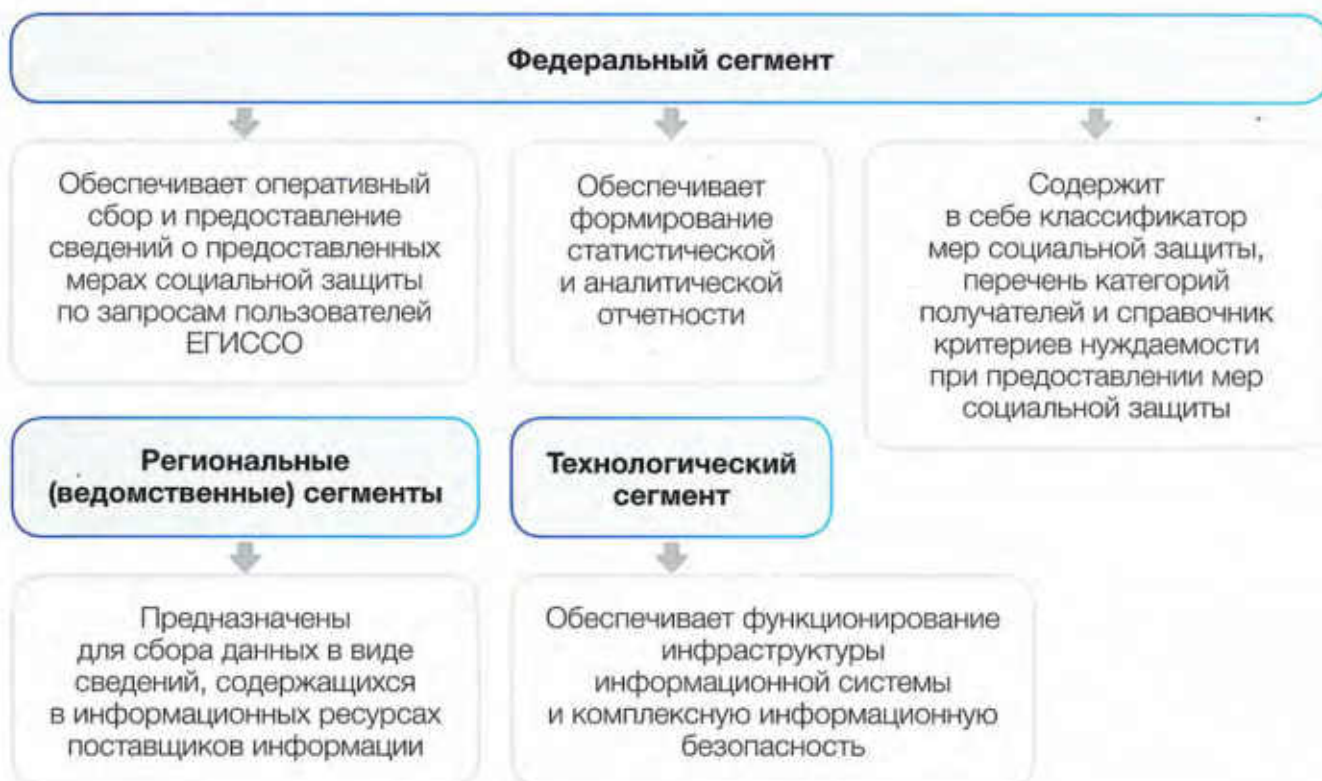 Федеральный сегмент
Обеспечивает оперативный
сбор и предоставление
сведений о предоставленных
мерах социальной защиты
по запросам пользователей
ЕГИССО
Обеспечивает
формирование
статистической
и аналитической
отчетности
Содержит
в себе классификатор
мер социальной защиты,
перечень категорий
получателей и справочник
критериев нуждаемости
при предоставлении мер
социальной защиты
Региональные
(ведомственные) сегменты
Предназначены
для сбора данных в виде
сведений, содержащихся
в информационных ресурсах
поставщиков информации
Технологический
сегмент
Обеспечивает функционирование
инфраструктуры
информационной системы
и комплексную информационную
безопасность